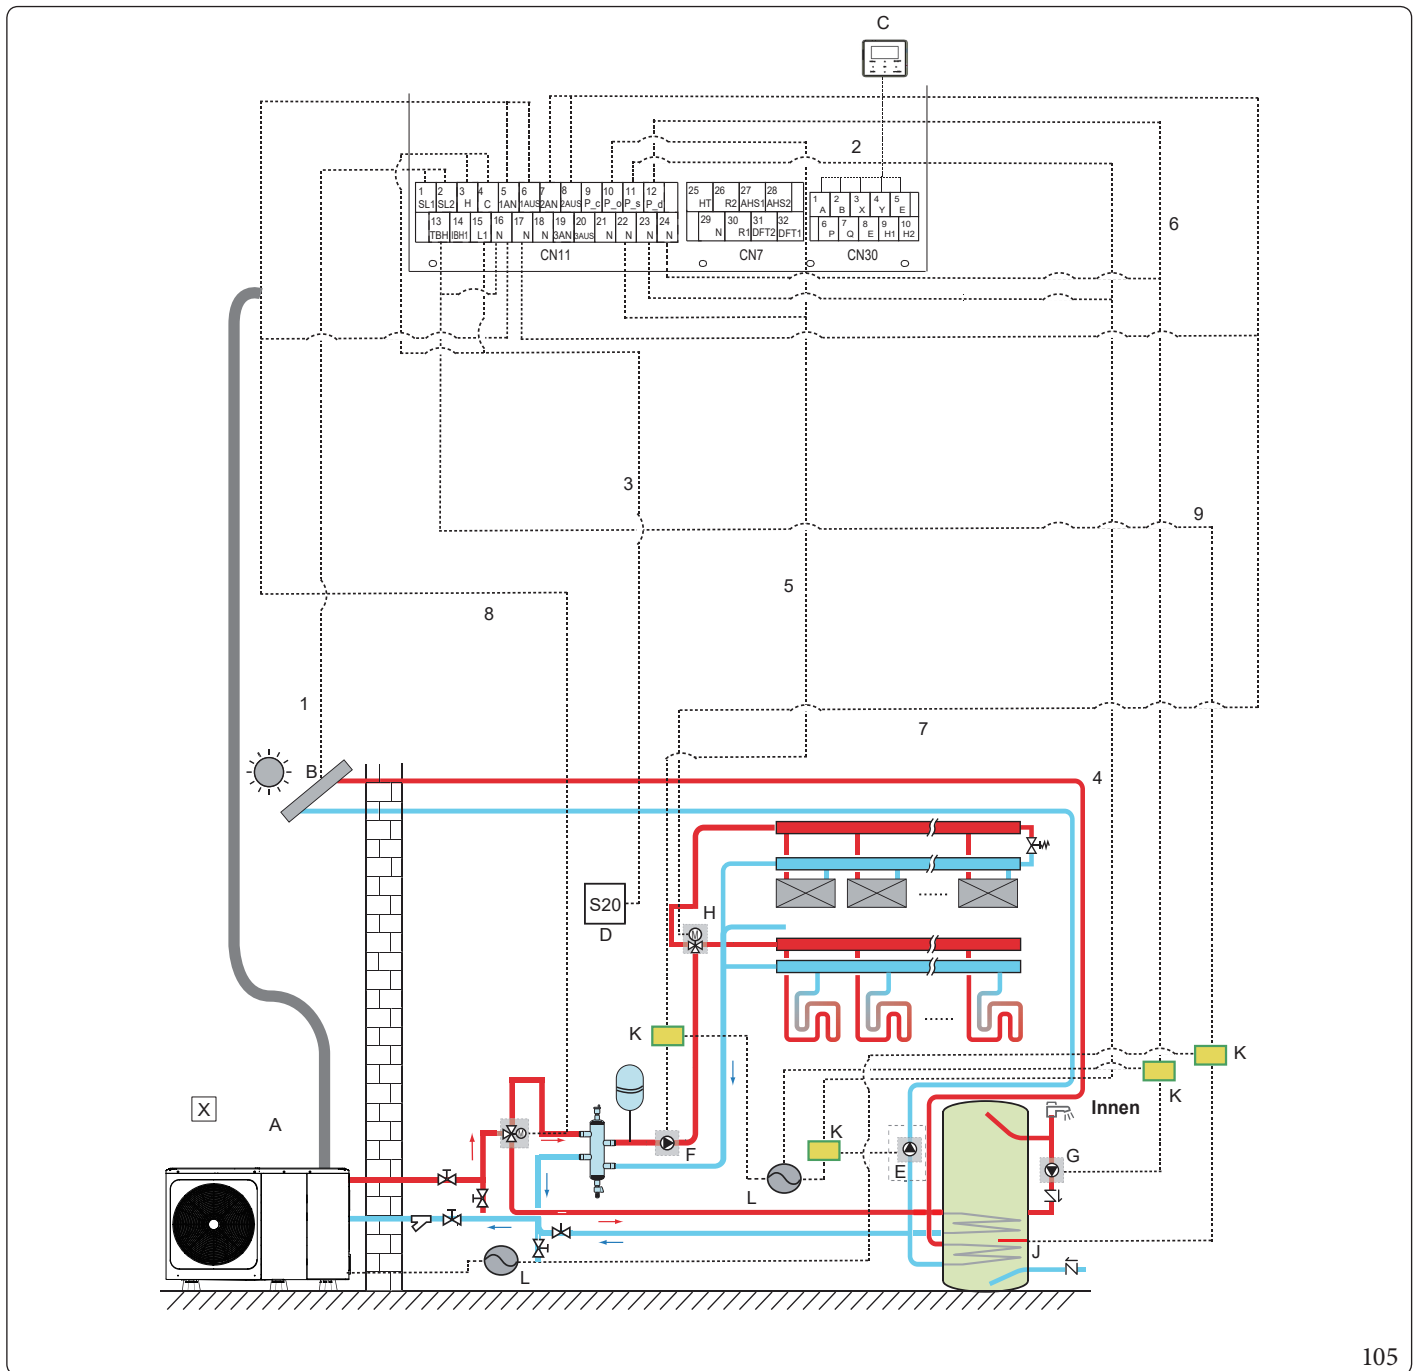 C
2
6
1 2 3 4 5 6 7 8 9 10 11 12
SL1 SL2 H C 1AN 1AUS 2AN 2AUS P_c P_o P_s P_d
13 14 15 16 17 18 19 20 21 22 23 24
TBH IBH1 L1 N N N 3AN 3AUS N N N N
CN11
25 26 27 28
HT R2 AHS1 AHS2
29 30 31 32
N R1 DFT2 DFT1
CN7
1 2 3 4 5
A B X Y E
6 7 8 9 10
P Q E H1 H2
CN30
3
9
5
8
1
7
B
4
S20
D
H
M
K
K
K
X
A
Innen
M
F
K
E
G
L
J
L
105